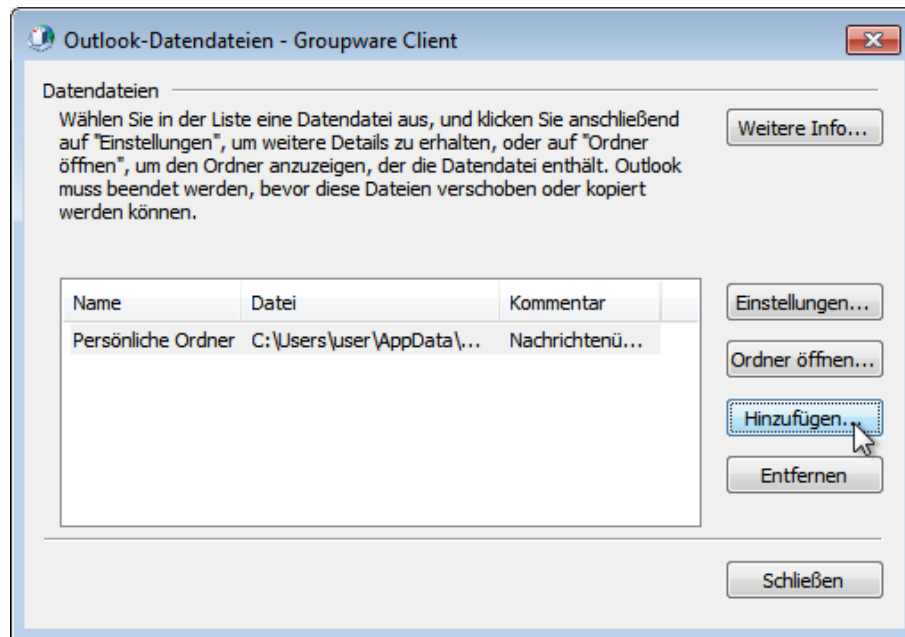 Outlook-Datendateien - Groupware Client
Datendateien
Wählen Sie in der Liste eine Datendatei aus, und klicken Sie anschließend
auf "Einstellungen", um weitere Details zu erhalten, oder auf "Ordner
öffnen", um den Ordner anzuzeigen, der die Datendatei enthält. Outlook
muss beendet werden, bevor diese Dateien verschoben oder kopiert
werden können.
Weitere Info...
Name Datei Kommentar
Persönliche Ordner C:\Users\user\AppData\... Nachrichtenü...
Einstellungen...
Ordner öffnen...
Hinzufügen...
Entfernen
Schließen